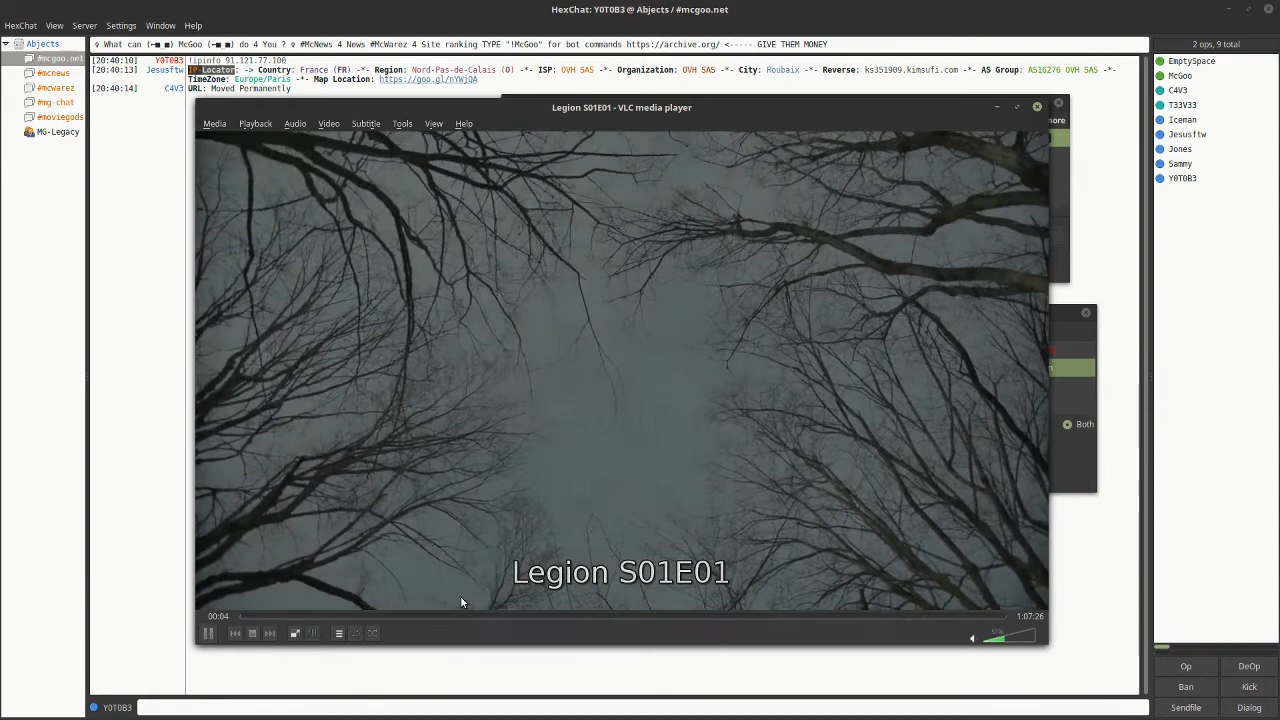 HexChat: Y0T0B3 @ Abjects / #mcgoo.net
HexChat View Server Settings Window Help
Abjects
#mcgoo.net
#mcnews
#mcwarez
#mg-chat
#moviegods
MG-Legacy
♀ What can (⌐■_■) McGoo (⌐■_■) do 4 You ? ♀ #McNews 4 News #McWarez 4 Site ranking TYPE "!McGoo" for bot commands https://archive.org/ <----- GIVE THEM MONEY
[20:40:10] Y0T0B3 !ipinfo 91.121.77.100
[20:40:13] Jesusftw IP-Locator: -> Country: France (FR) -*- Region: Nord-Pas-de-Calais (O) -*- ISP: OVH SAS -*- Organization: OVH SAS -*- City: Roubaix -*- Reverse: ks351909.kimsufi.com -*- AS Group: AS16276 OVH SAS -*-
TimeZone: Europe/Paris -*- Map Location: https://goo.gl/nYWjQA
[20:40:14] C4V3 URL: Moved Permanently
Legion S01E01 - VLC media player
Media Playback Audio Video Subtitle Tools View Help
Legion S01E01
00:04
1:07:26
51%
Both
2 ops, 9 total
EmptySpace
McGoo
C4V3
T33V33
Iceman
Jesusftw
Jones
Sammy
Y0T0B3
Op DeOp
Ban Kick
Sendfile Dialog
Y0T0B3